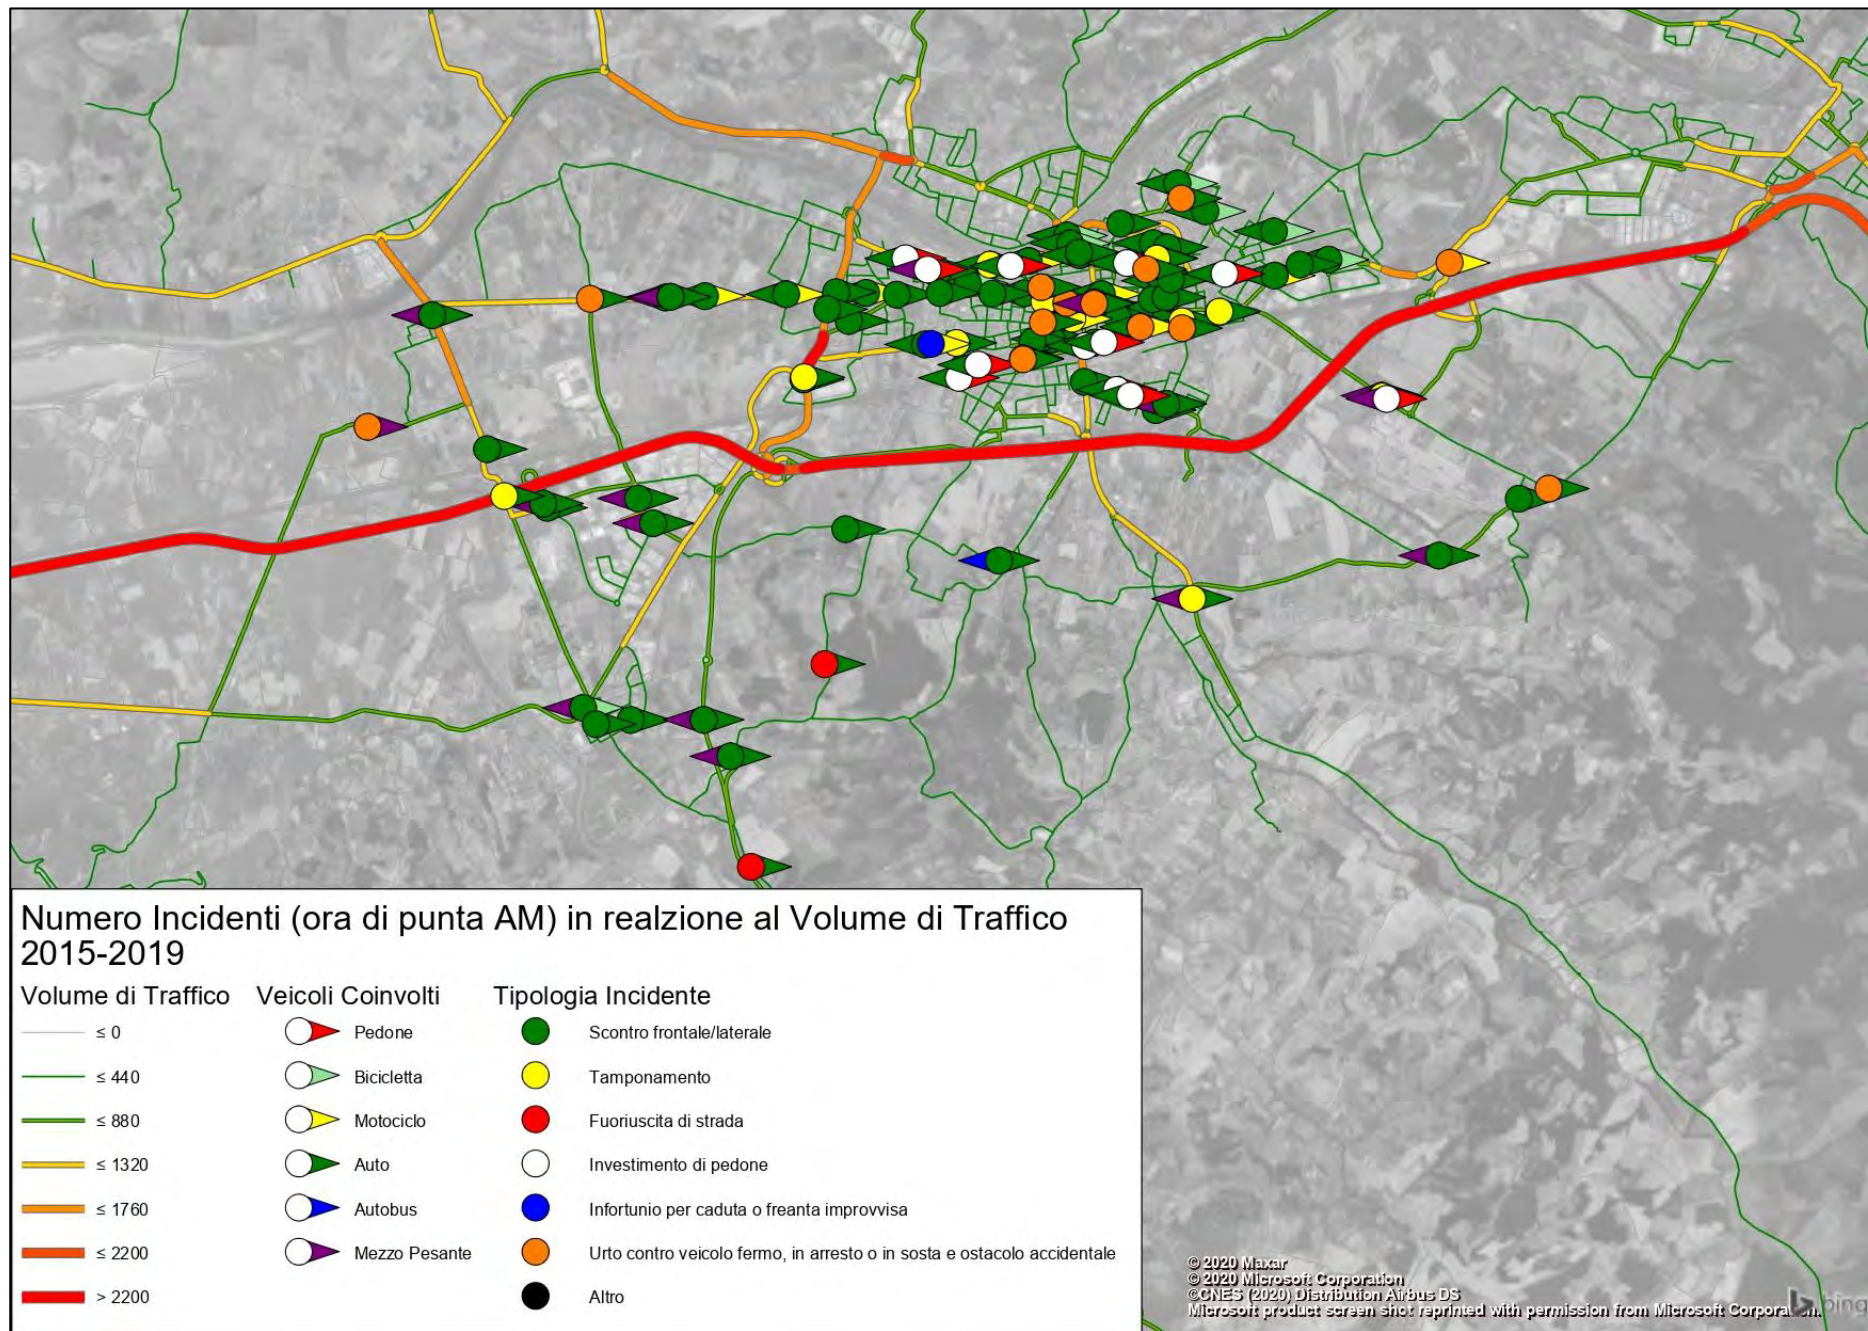 Numero Incidenti (ora di punta AM) in realzione al Volume di Traffico
2015-2019
Volume di Traffico
≤ 0
≤ 440
≤ 880
≤ 1320
≤ 1760
≤ 2200
> 2200
Veicoli Coinvolti
Pedone
Bicicletta
Motociclo
Auto
Autobus
Mezzo Pesante
Tipologia Incidente
Scontro frontale/laterale
Tamponamento
Fuoriuscita di strada
Investimento di pedone
Infortunio per caduta o freanta improvvisa
Urto contro veicolo fermo, in arresto o in sosta e ostacolo accidentale
Altro
© 2020 Maxar
© 2020 Microsoft Corporation
©CNES (2020) Distribution Airbus DS
Microsoft product screen shot reprinted with permission from Microsoft Corporation.
bing